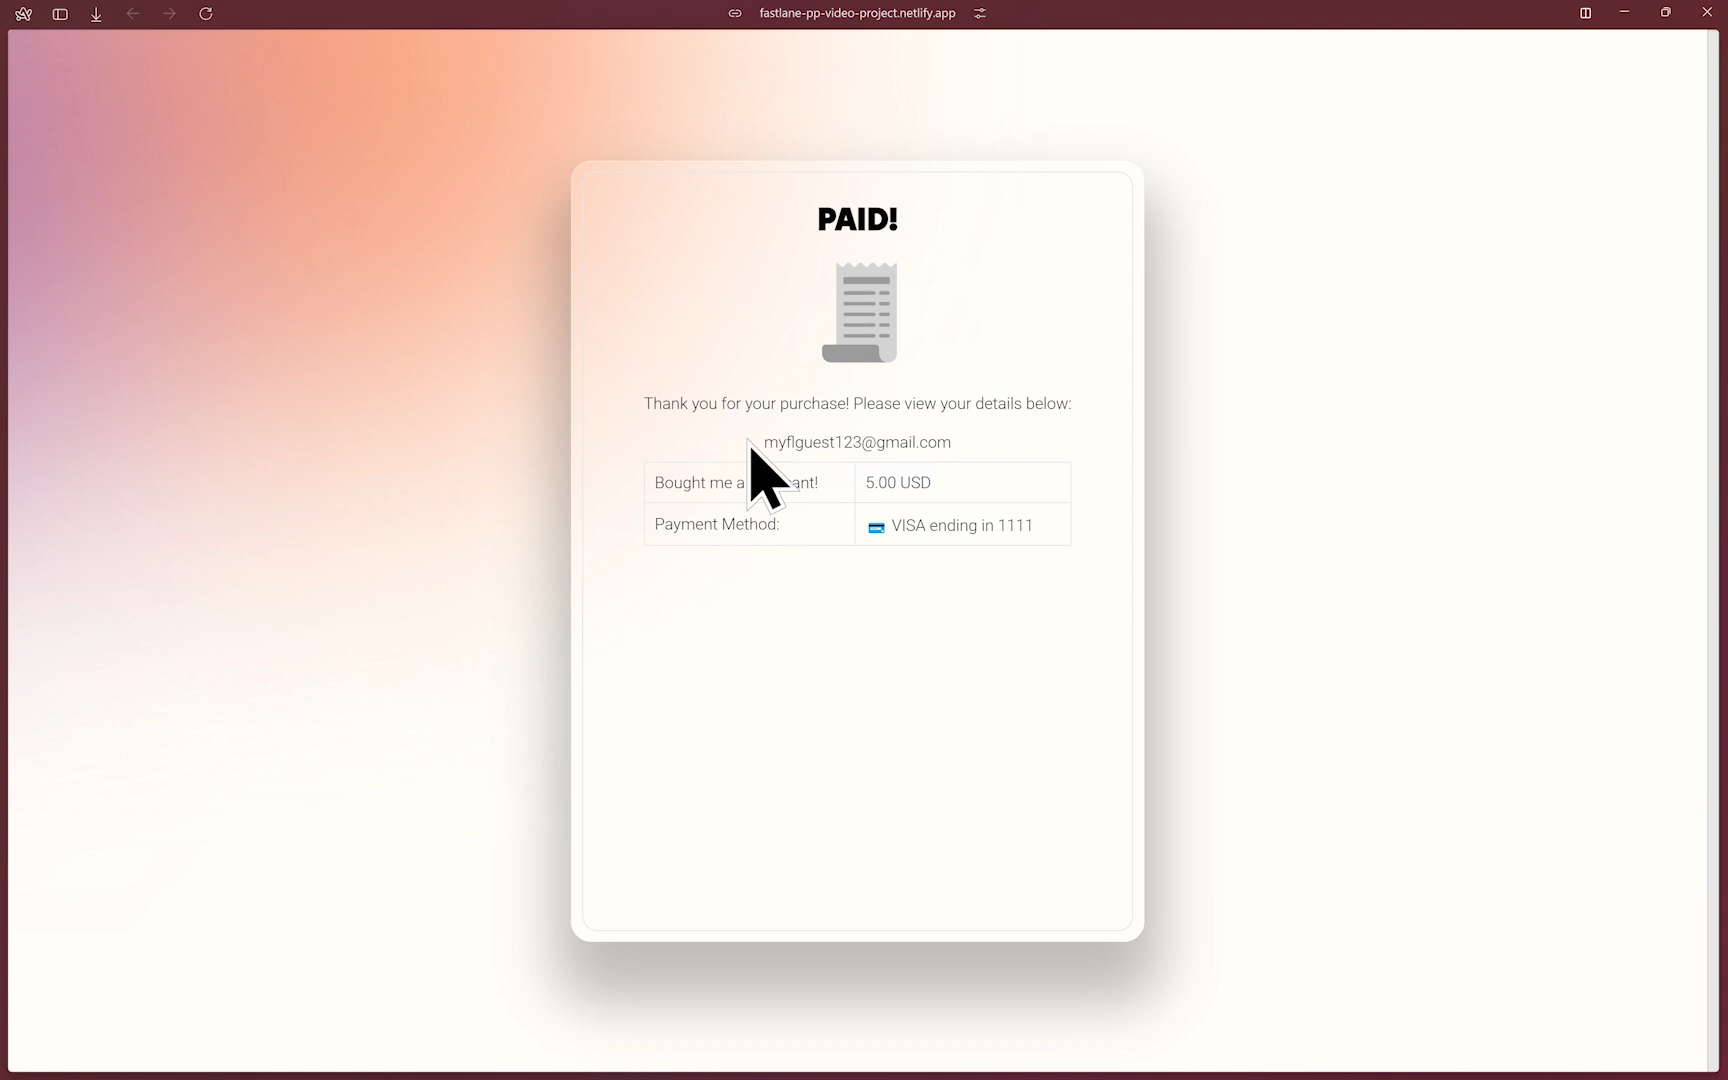 fastlane-pp-video-project.netlify.app
PAID!
Thank you for your purchase! Please view your details below:
myflguest123@gmail.com
Bought me a
5.00 USD
Payment Method:
VISA ending in 1111